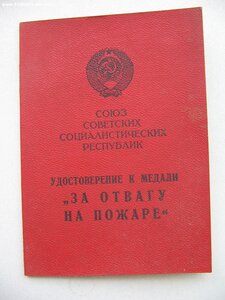 СОЮЗ
СОВЕТСКИХ
СОЦИАЛИСТИЧЕСКИХ
РЕСПУБЛИК
УДОСТОВЕРЕНИЕ К МЕДАЛИ
„ЗА ОТВАГУ
НА ПОЖАРЕ“